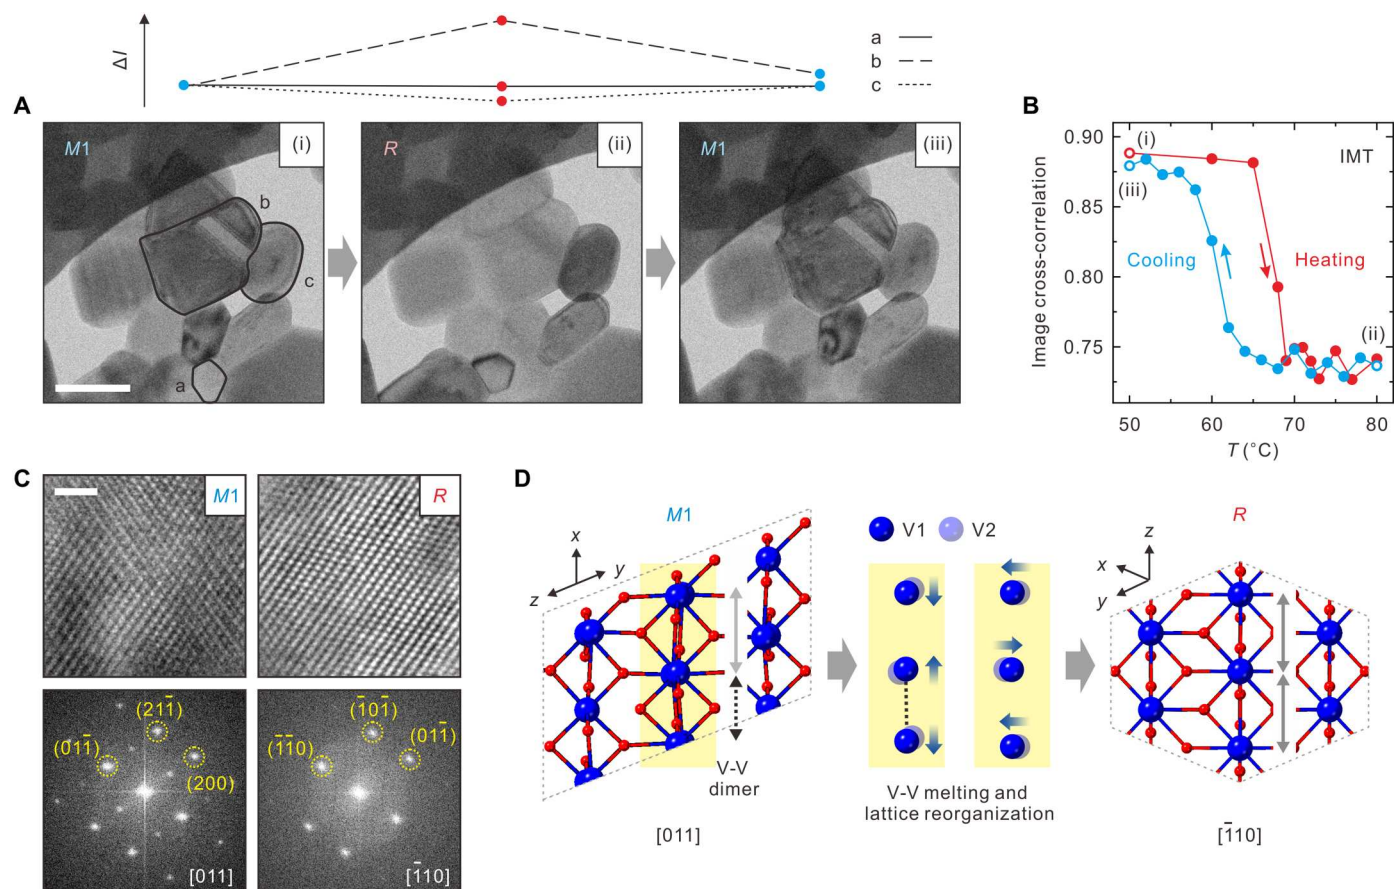 ΔI
a
b
c
A
M1
(i)
b
c
a
R
(ii)
M1
(iii)
B
Image cross-correlation
0.90
0.85
0.80
0.75
(i)
(iii)
IMT
Cooling
Heating
(ii)
50
60
70
80
T (°C)
C
M1
R
(21̄1̄)
(01̄1̄)
(200)
[011]
(1̄01̄)
(1̄1̄0)
(011̄)
[1̄10]
D
M1
x
y
z
V-V
dimer
[011]
V1
V2
V-V melting and
lattice reorganization
R
z
x
y
[1̄10]